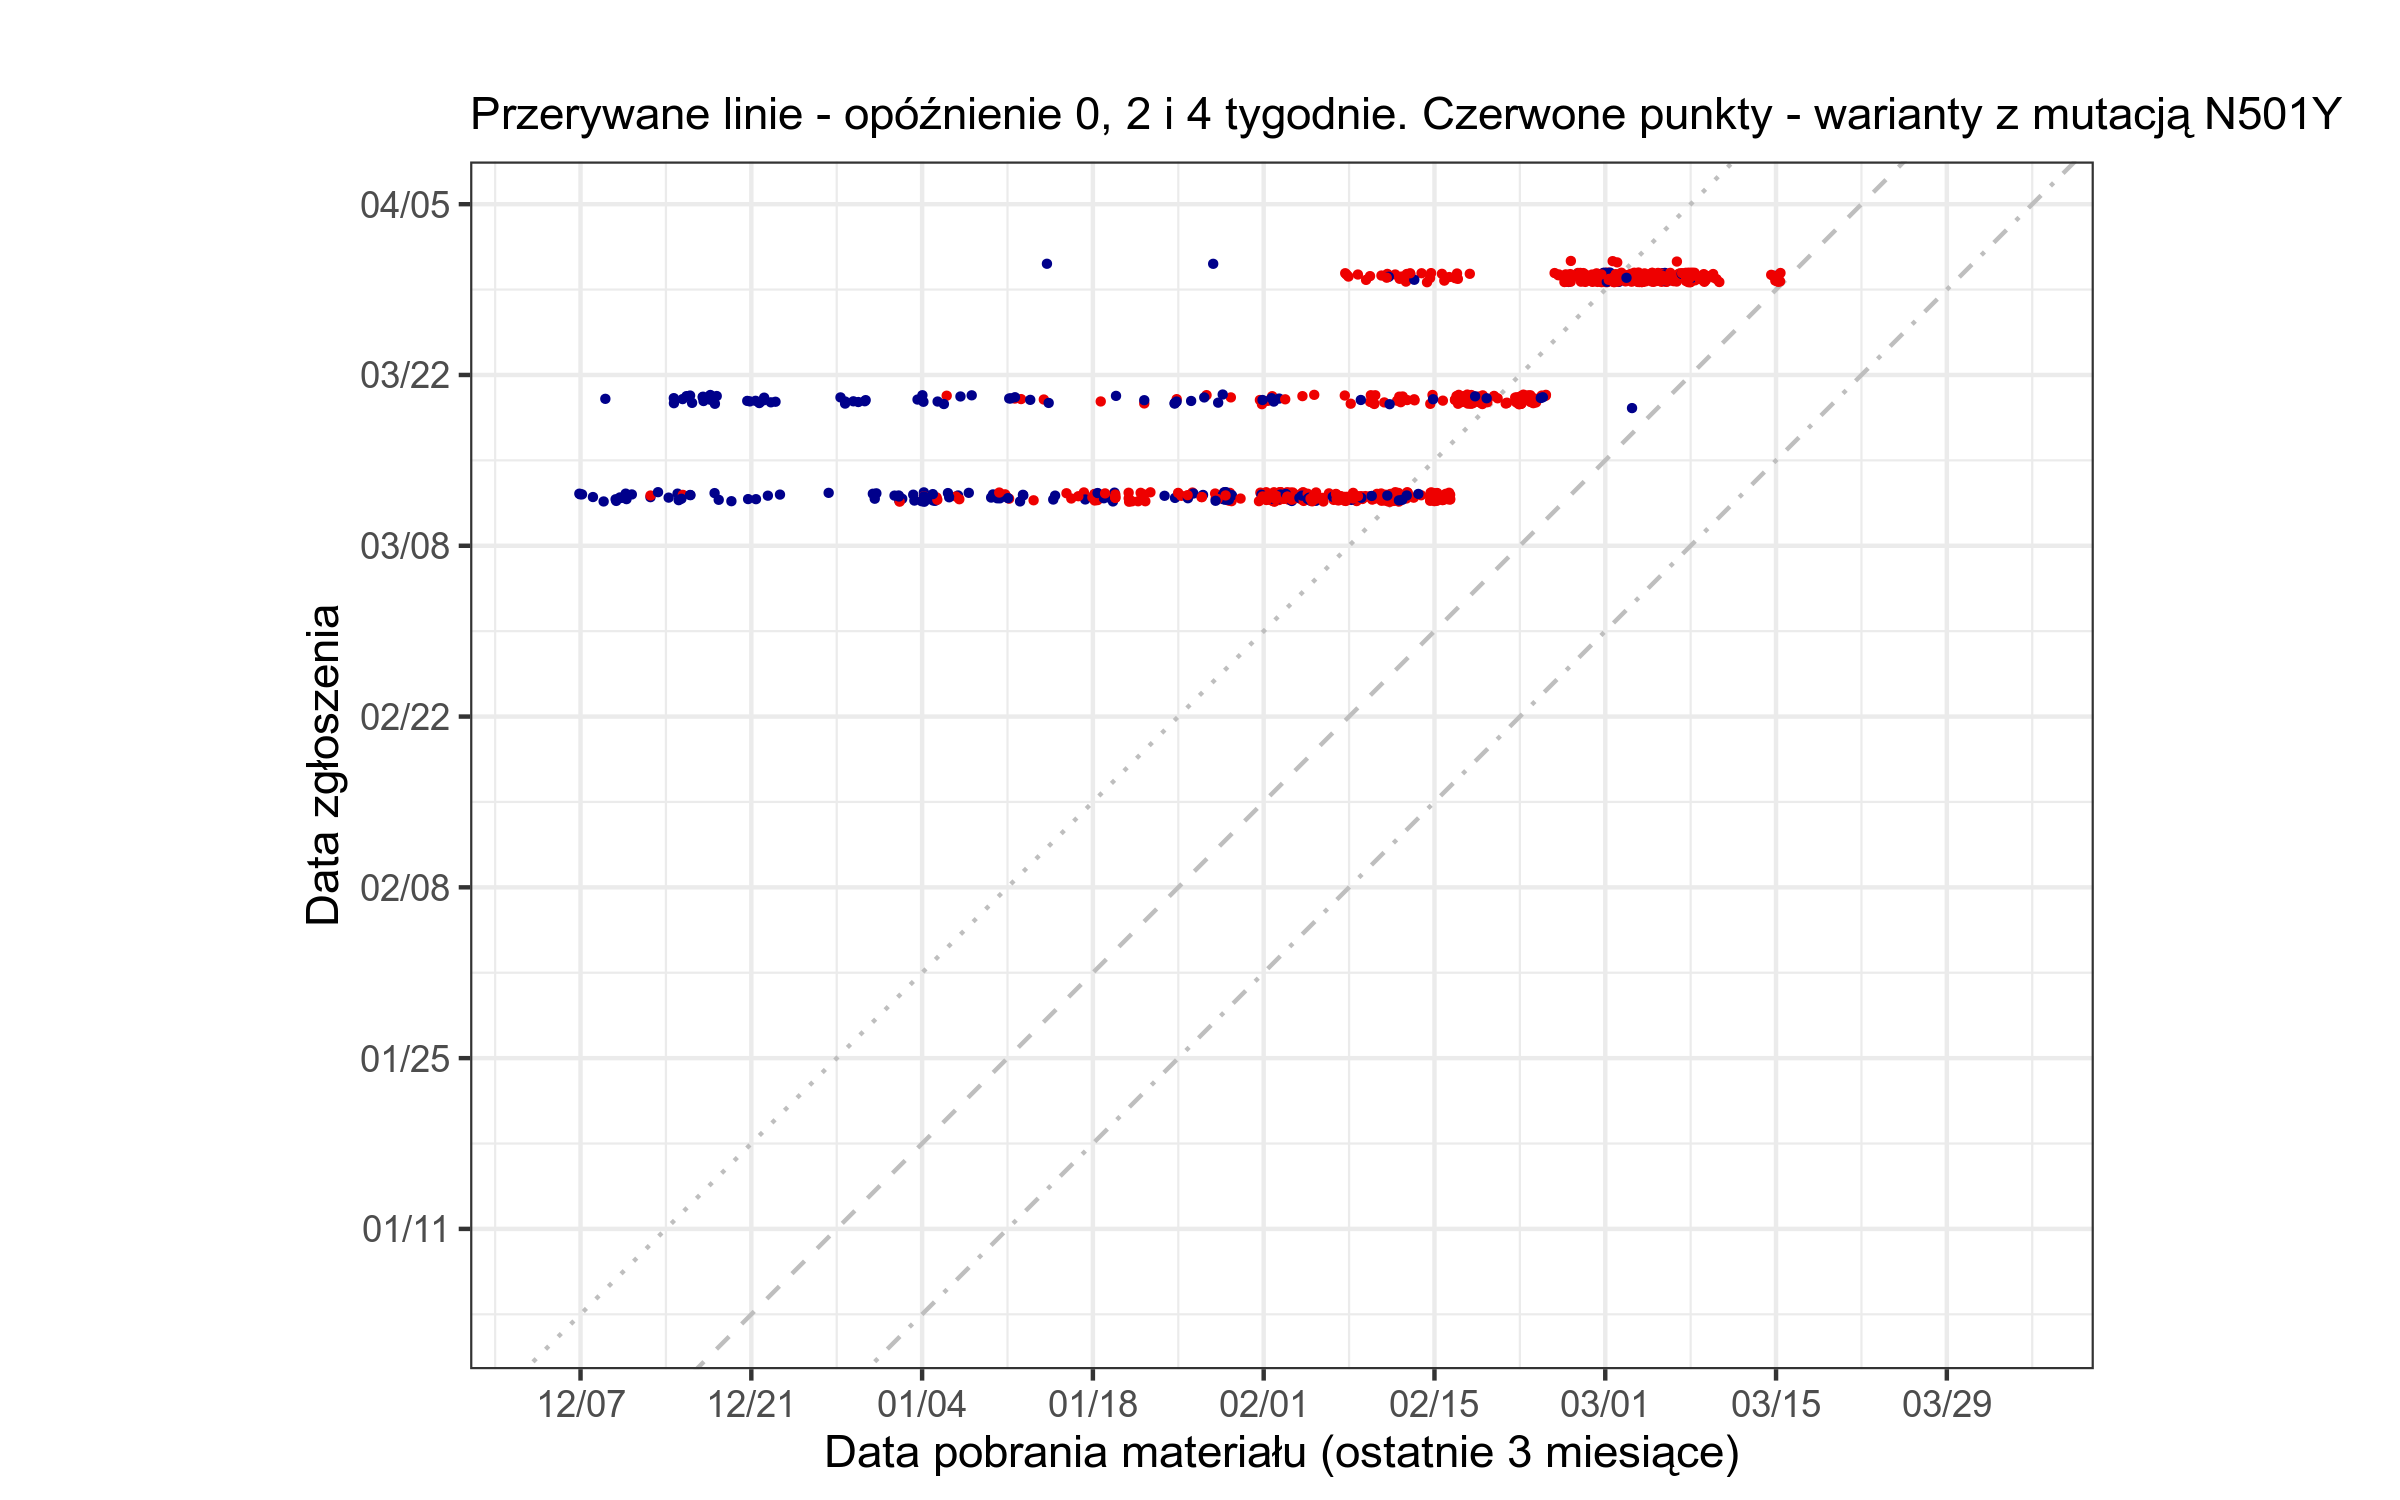 Przerywane linie - opóźnienie 0, 2 i 4 tygodnie. Czerwone punkty - warianty z mutacją N501Y
Data zgłoszenia
04/05
03/22
03/08
02/22
02/08
01/25
01/11
12/07 12/21 01/04 01/18 02/01 02/15 03/01 03/15 03/29
Data pobrania materiału (ostatnie 3 miesiące)